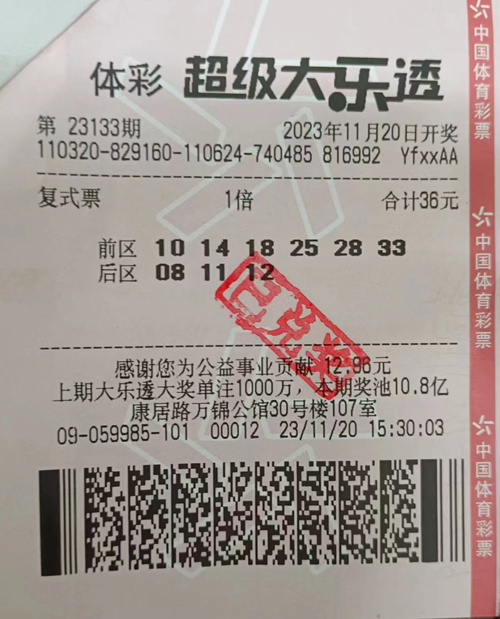 体彩 超级大乐透
第 23133期 2023年11月20日开奖
110320-829160-110624-740485 816992 YfxxAA
复式票 1倍 合计36元
前区 10 14 18 25 28 33
后区 08 11 12
已兑奖
感谢您为公益事业贡献 12.96元
上期大乐透大奖单注1000万，本期奖池10.8亿
康居路万锦公馆30号楼107室
09-059985-101 00012 23/11/20 15:30:03
中国体育彩票
中国体育彩票
中国体育彩票